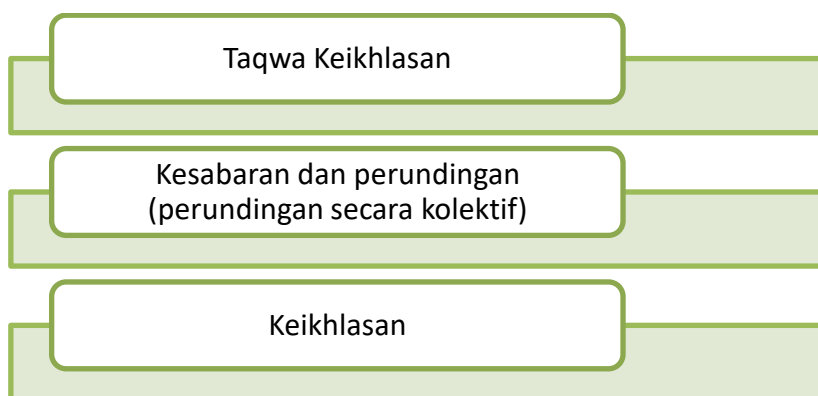 Taqwa Keikhlasan
Kesabaran dan perundingan
(perundingan secara kolektif)
Keikhlasan